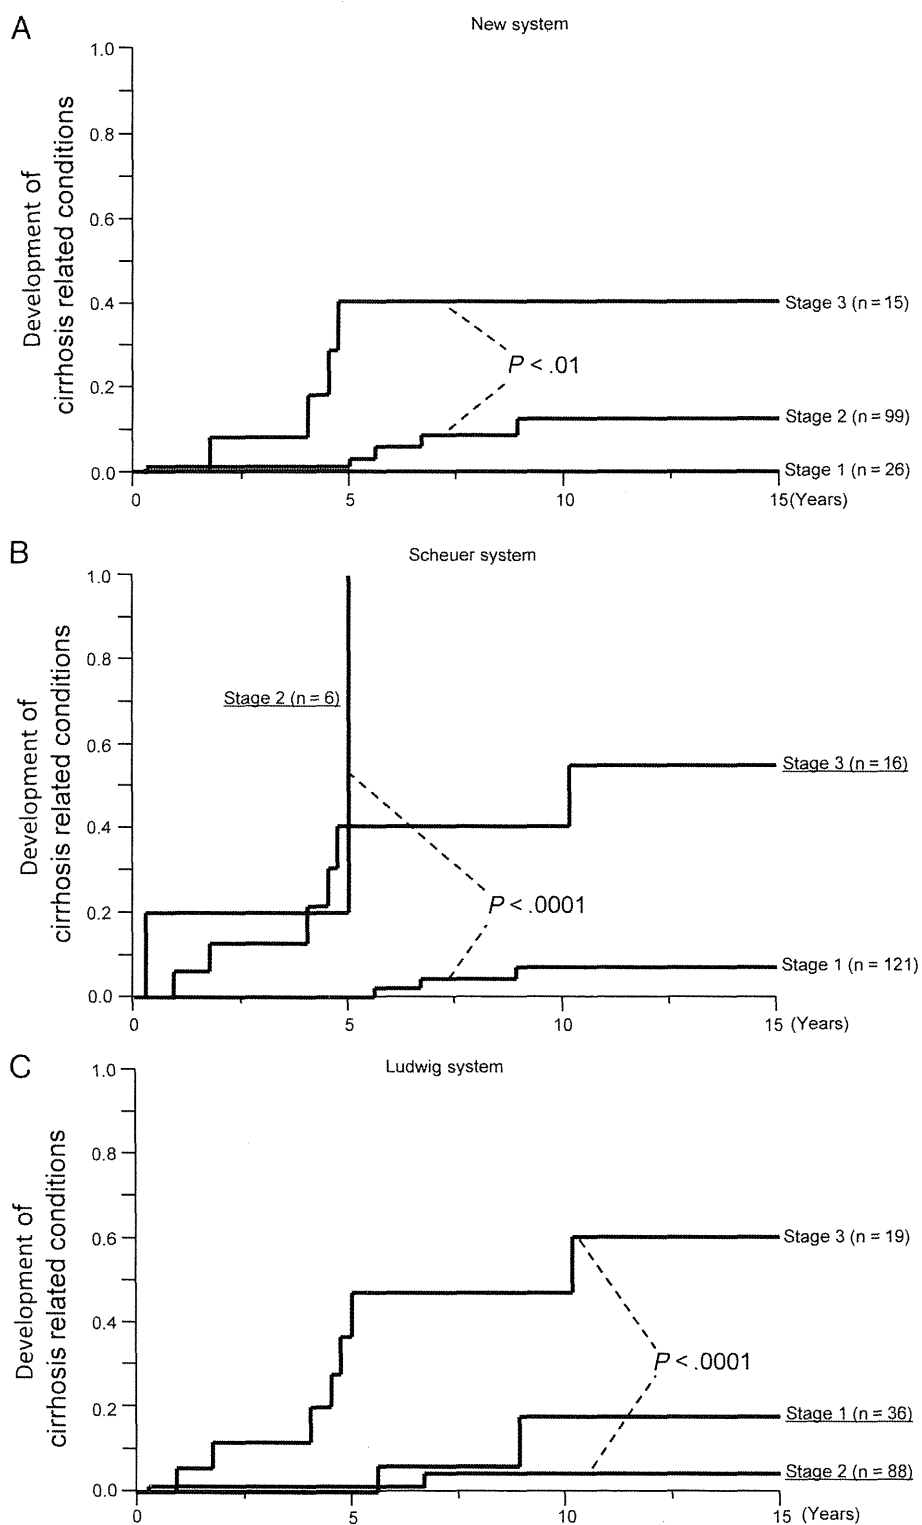 A
New system
Development of
cirrhosis related conditions
1.0
0.8
0.6
0.4
0.2
0.0
Stage 3 (n = 15)
P < .01
Stage 2 (n = 99)
Stage 1 (n = 26)
0 5 10 15 (Years)
B
Scheuer system
Development of
cirrhosis related conditions
1.0
0.8
0.6
0.4
0.2
0.0
Stage 2 (n = 6)
Stage 3 (n = 16)
P < .0001
Stage 1 (n = 121)
0 5 10 15 (Years)
C
Ludwig system
Development of
cirrhosis related conditions
1.0
0.8
0.6
0.4
0.2
0.0
Stage 3 (n = 19)
P < .0001
Stage 1 (n = 36)
Stage 2 (n = 88)
0 5 10 15 (Years)